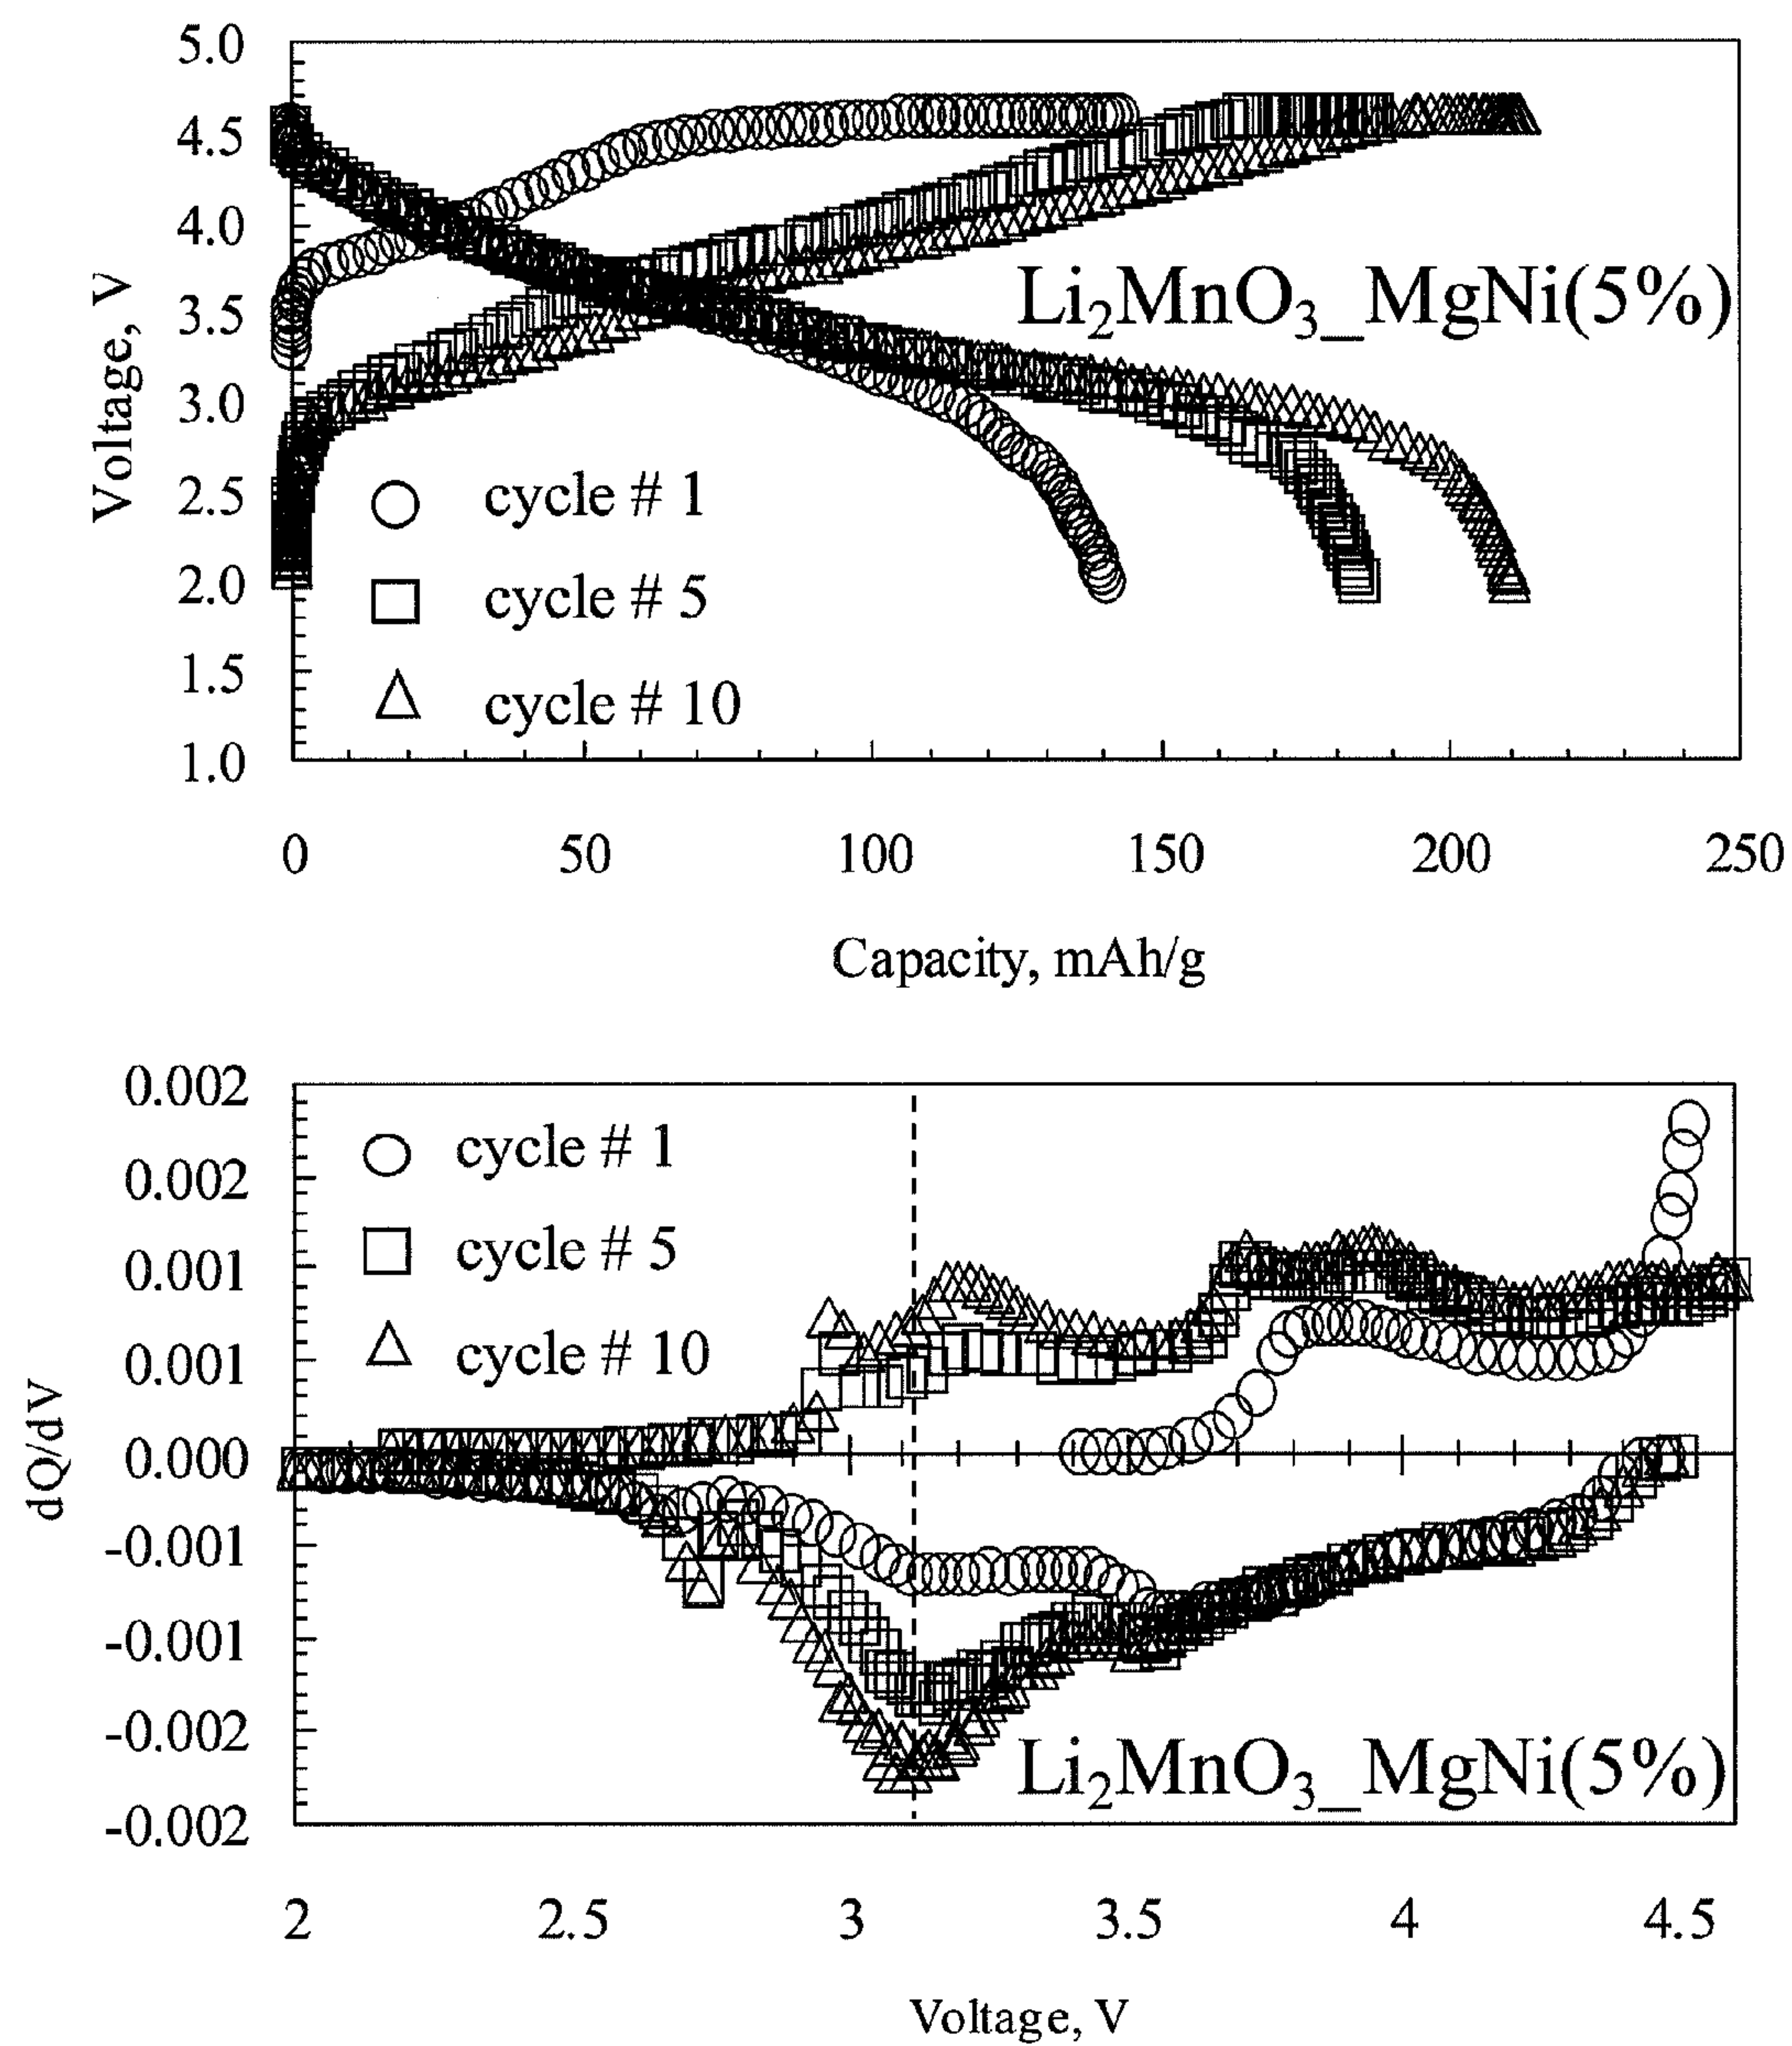 5.0
4.5
4.0
3.5
3.0
2.5
2.0
1.5
1.0
Voltage, V
Li₂MnO₃_MgNi(5%)
cycle # 1
cycle # 5
cycle # 10
0 50 100 150 200 250
Capacity, mAh/g
0.002
0.002
0.001
0.001
0.000
-0.001
-0.001
-0.002
-0.002
dQ/dV
cycle # 1
cycle # 5
cycle # 10
Li₂MnO₃_MgNi(5%)
2 2.5 3 3.5 4 4.5
Voltage, V